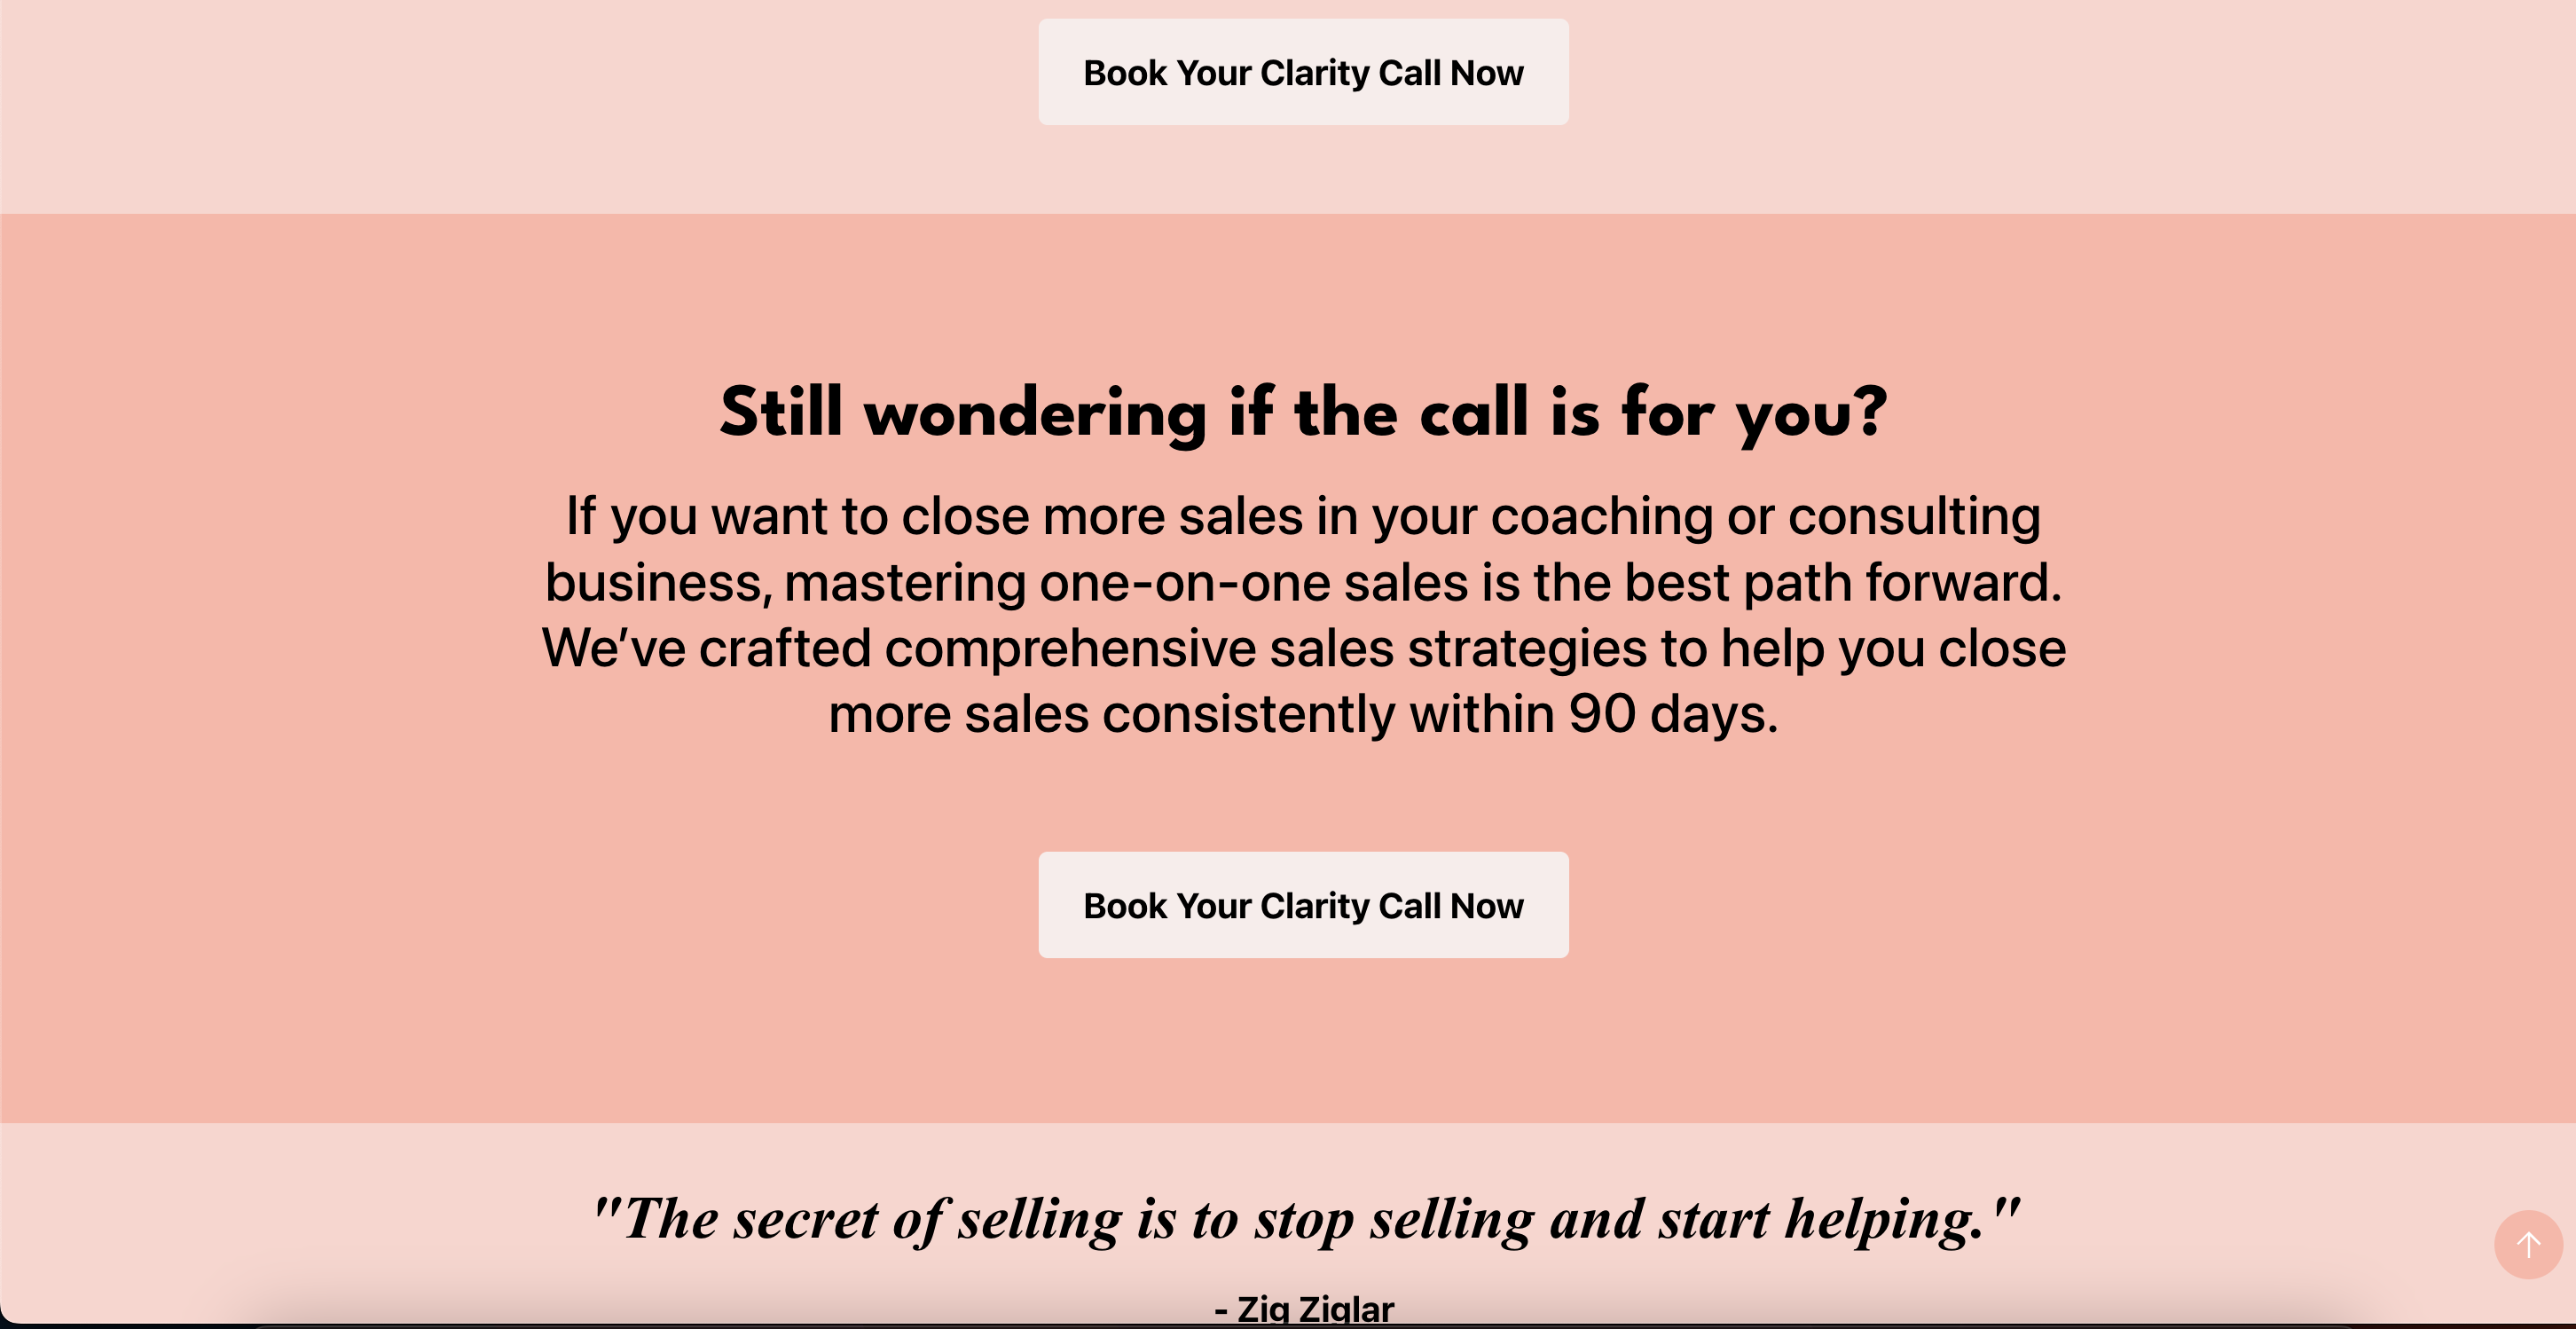 Book Your Clarity Call Now
Still wondering if the call is for you?
If you want to close more sales in your coaching or consulting
business, mastering one-on-one sales is the best path forward.
We’ve crafted comprehensive sales strategies to help you close
more sales consistently within 90 days.
Book Your Clarity Call Now
"The secret of selling is to stop selling and start helping."
- Zig Ziglar